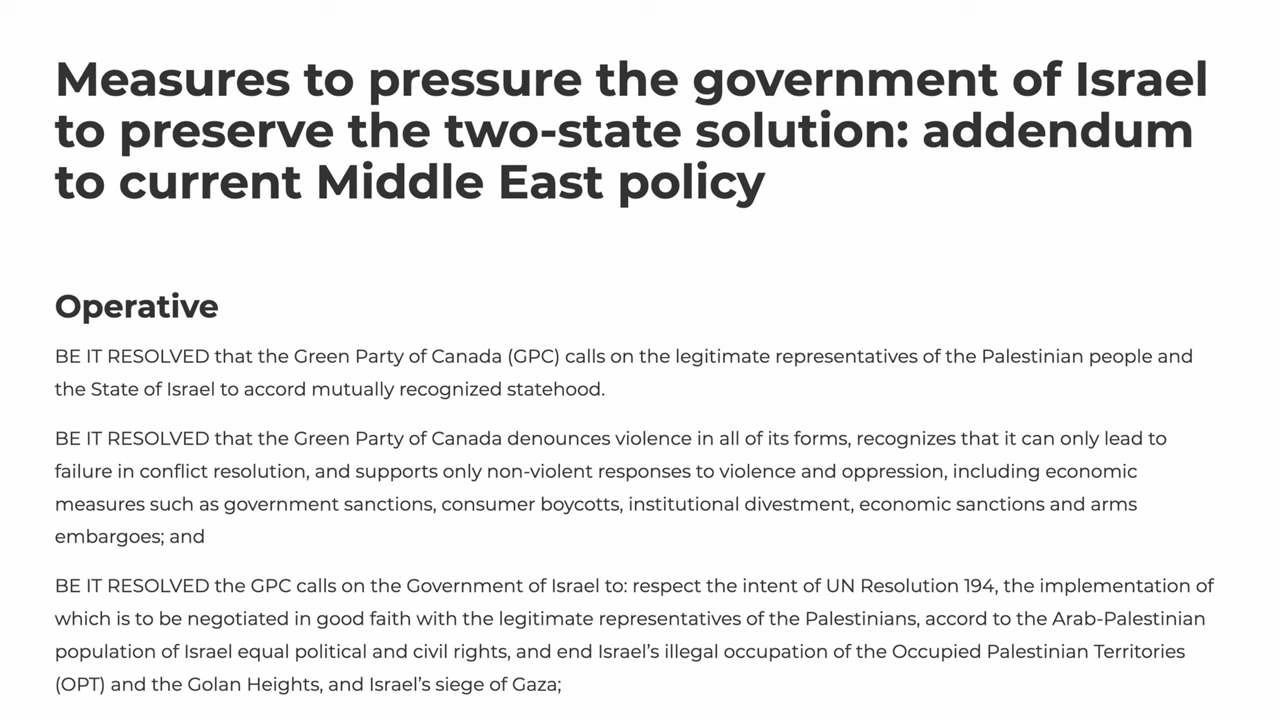 Measures to pressure the government of Israel
to preserve the two-state solution: addendum
to current Middle East policy
Operative
BE IT RESOLVED that the Green Party of Canada (GPC) calls on the legitimate representatives of the Palestinian people and
the State of Israel to accord mutually recognized statehood.
BE IT RESOLVED that the Green Party of Canada denounces violence in all of its forms, recognizes that it can only lead to
failure in conflict resolution, and supports only non-violent responses to violence and oppression, including economic
measures such as government sanctions, consumer boycotts, institutional divestment, economic sanctions and arms
embargoes; and
BE IT RESOLVED the GPC calls on the Government of Israel to: respect the intent of UN Resolution 194, the implementation of
which is to be negotiated in good faith with the legitimate representatives of the Palestinians, accord to the Arab-Palestinian
population of Israel equal political and civil rights, and end Israel’s illegal occupation of the Occupied Palestinian Territories
(OPT) and the Golan Heights, and Israel’s siege of Gaza;